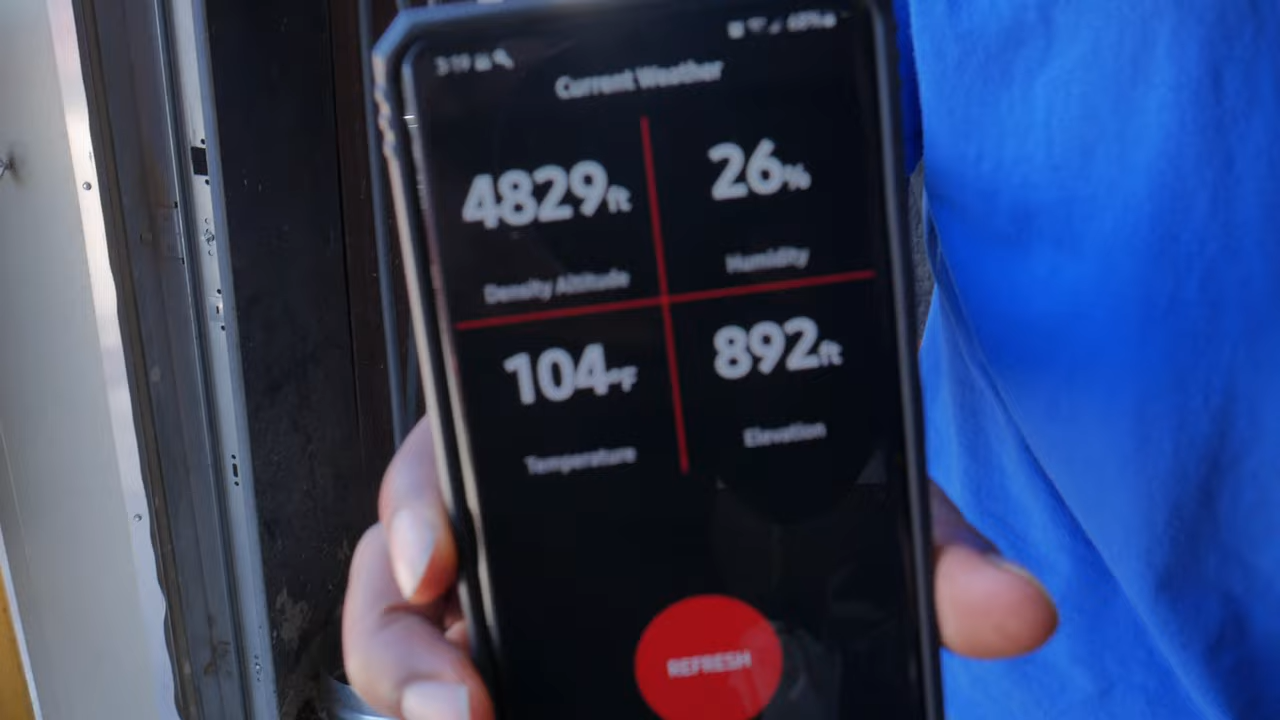 Current Weather
4829ft
26%
Density Altitude
Humidity
104°F
892ft
Temperature
Elevation
REFRESH